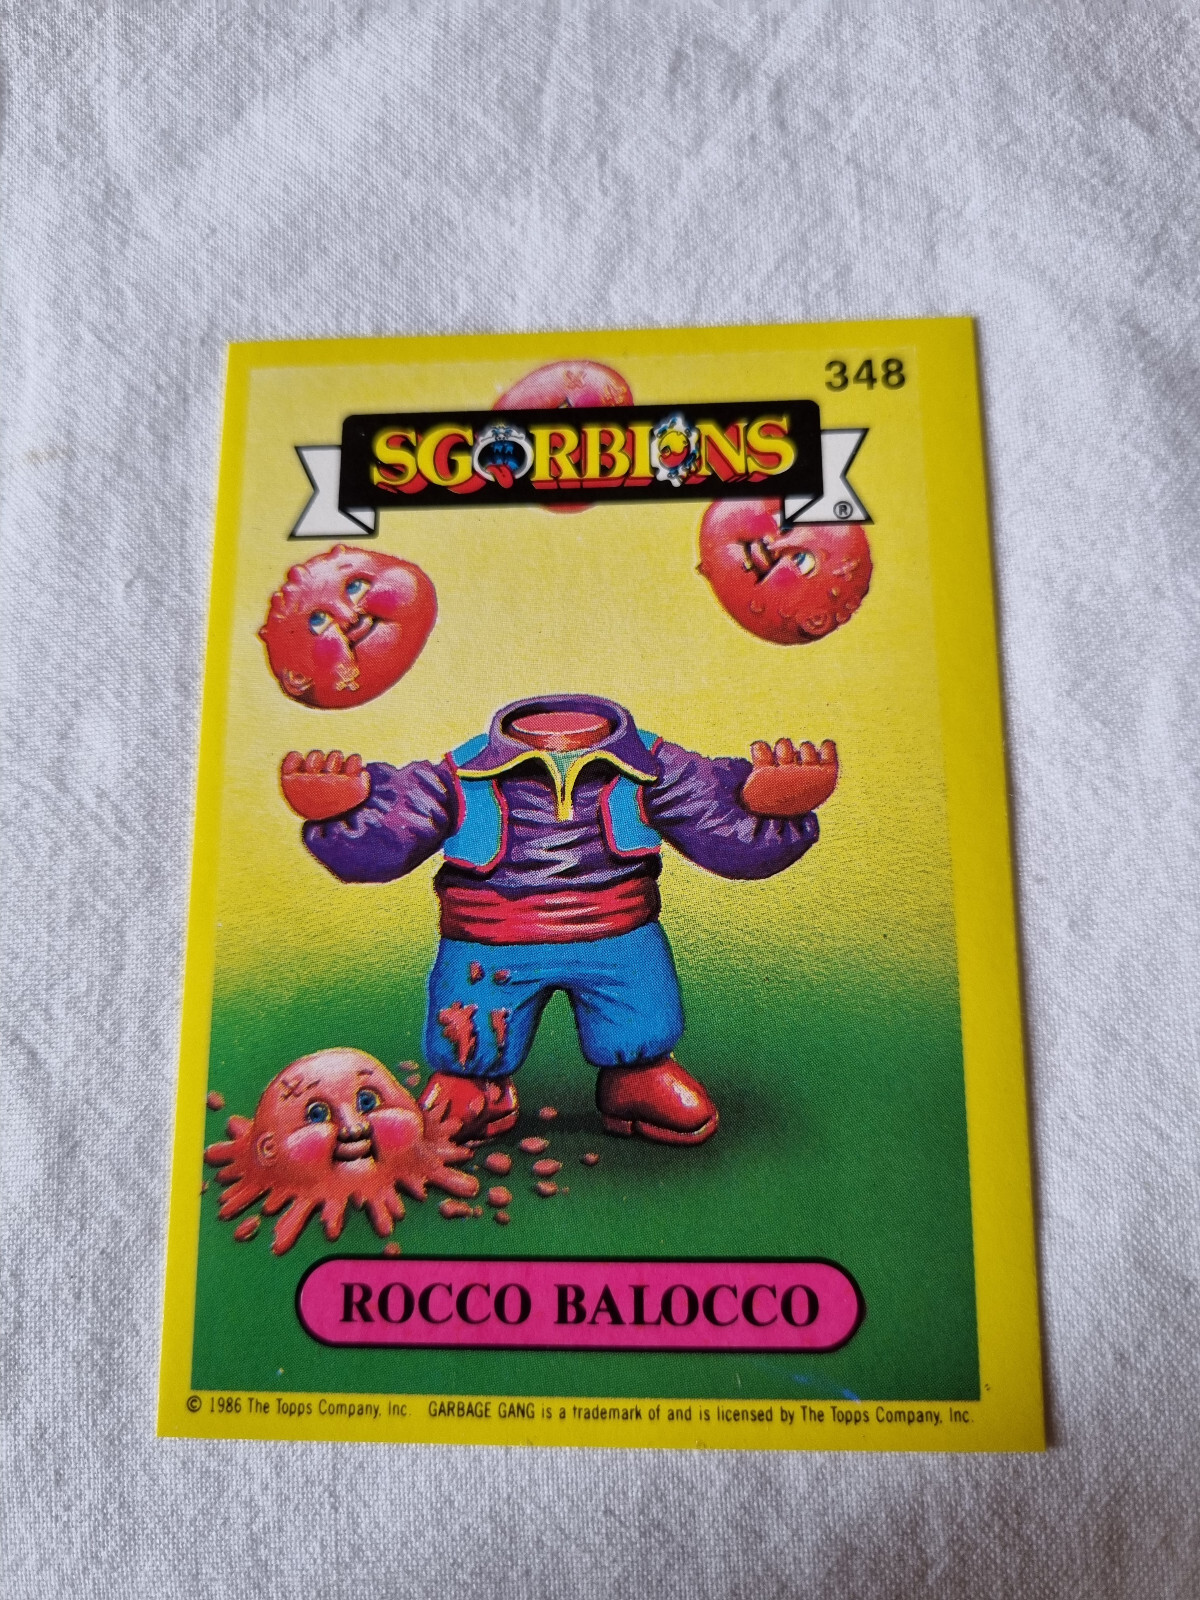 348
SGORBIONS
®
ROCCO BALOCCO
© 1986 The Topps Company, Inc. GARBAGE GANG is a trademark of and is licensed by The Topps Company, Inc.